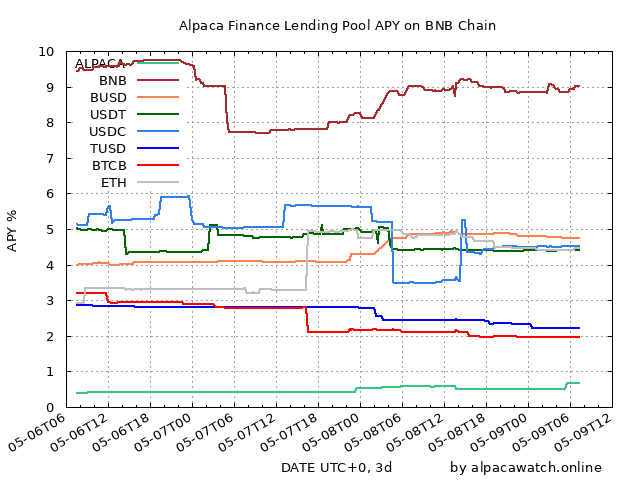 Alpaca Finance Lending Pool APY on BNB Chain
10
9
8
7
6
5
4
3
2
1
0
APY %
ALPACA
BNB
BUSD
USDT
USDC
TUSD
BTCB
ETH
05-06T06
05-06T12
05-06T18
05-07T00
05-07T06
05-07T12
05-07T18
05-08T00
05-08T06
05-08T12
05-08T18
05-09T00
05-09T06
05-09T12
DATE UTC+0, 3d
by alpacawatch.online